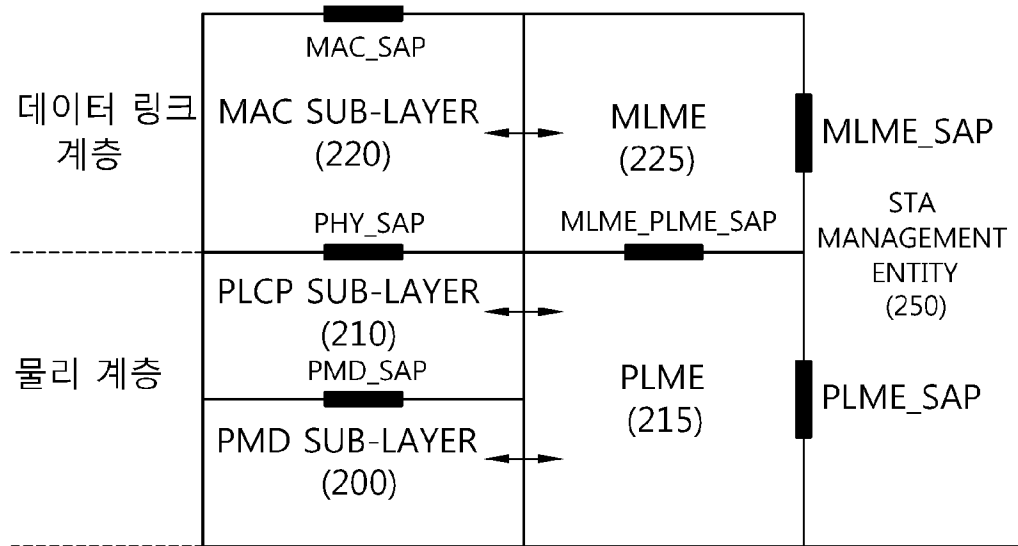 MAC_SAP
데이터 링크
계층
MAC SUB-LAYER
(220)
MLME
(225)
MLME_SAP
PHY_SAP
MLME_PLME_SAP
STA
MANAGEMENT
ENTITY
(250)
PLCP SUB-LAYER
(210)
물리 계층
PMD_SAP
PLME
(215)
PLME_SAP
PMD SUB-LAYER
(200)